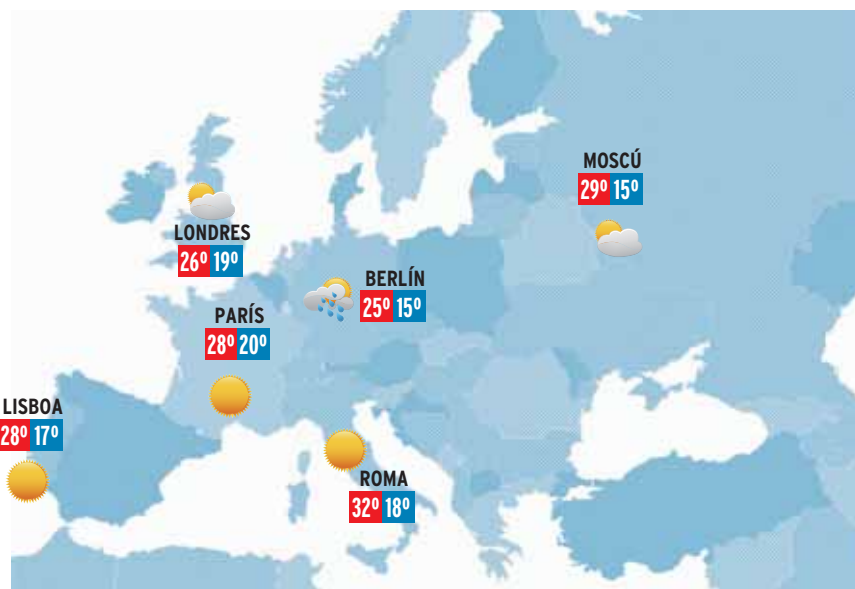 MOSCÚ
29º 15º
LONDRES
26º 19º
BERLÍN
25º 15º
PARÍS
28º 20º
LISBOA
28º 17º
ROMA
32º 18º